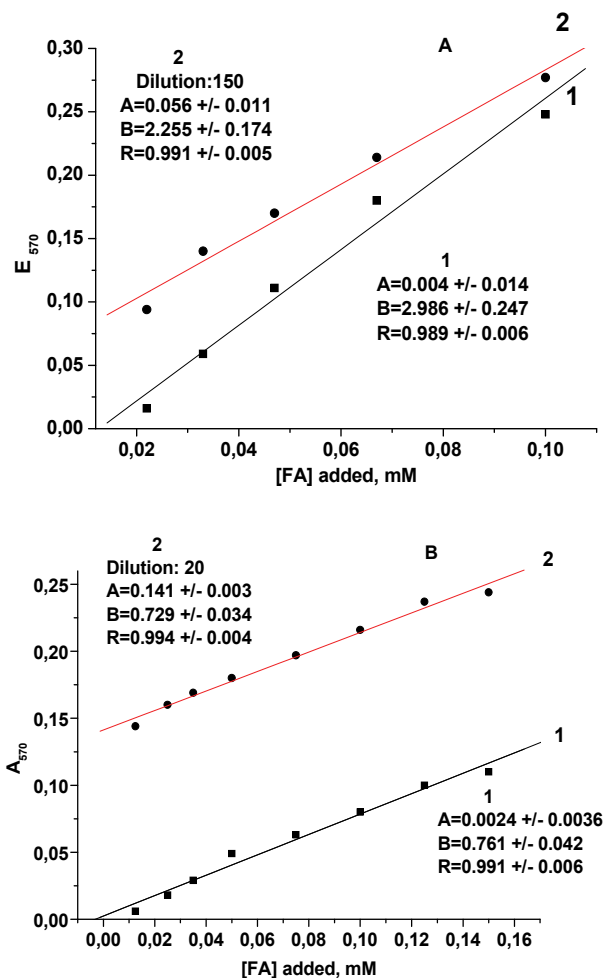 A
2
2
Dilution:150
A=0.056 +/- 0.011
B=2.255 +/- 0.174
R=0.991 +/- 0.005
1
1
A=0.004 +/- 0.014
B=2.986 +/- 0.247
R=0.989 +/- 0.006
E 570
0,30
0,25
0,20
0,15
0,10
0,05
0,00
0,02 0,04 0,06 0,08 0,10
[FA] added, mM
2
Dilution: 20
A=0.141 +/- 0.003
B=0.729 +/- 0.034
R=0.994 +/- 0.004
B
2
1
1
A=0.0024 +/- 0.0036
B=0.761 +/- 0.042
R=0.991 +/- 0.006
A570
0,25
0,20
0,15
0,10
0,05
0,00
0,00 0,02 0,04 0,06 0,08 0,10 0,12 0,14 0,16
[FA] added, mM